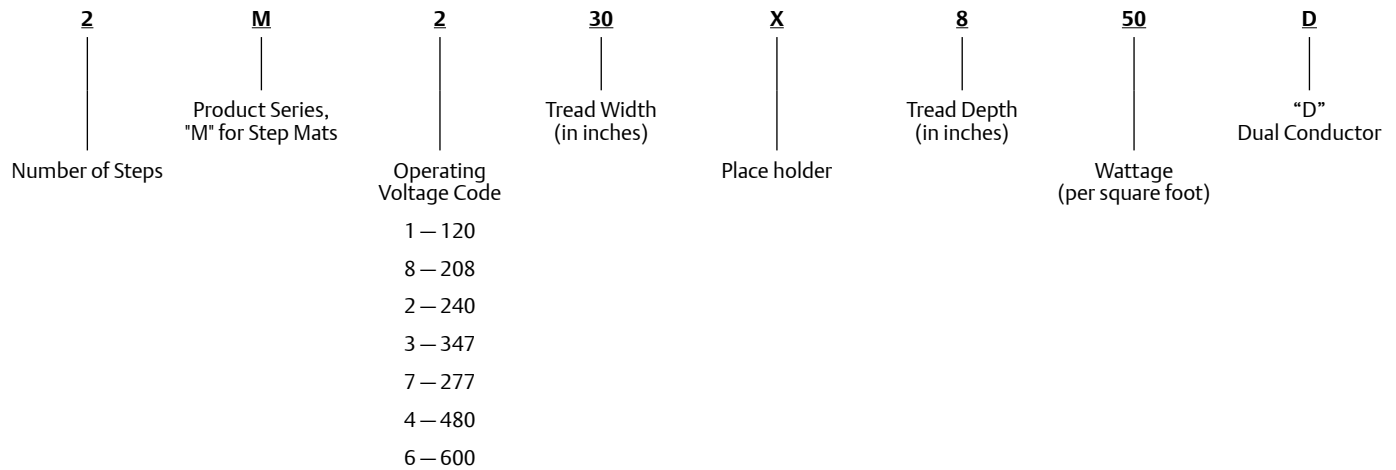 2 M 2 30 X 8 50 D
Product Series,
"M" for Step Mats
Tread Width
(in inches)
Tread Depth
(in inches)
“D”
Dual Conductor
Number of Steps
Operating
Voltage Code
Place holder
Wattage
(per square foot)
1 — 120
8 — 208
2 — 240
3 — 347
7 — 277
4 — 480
6 — 600